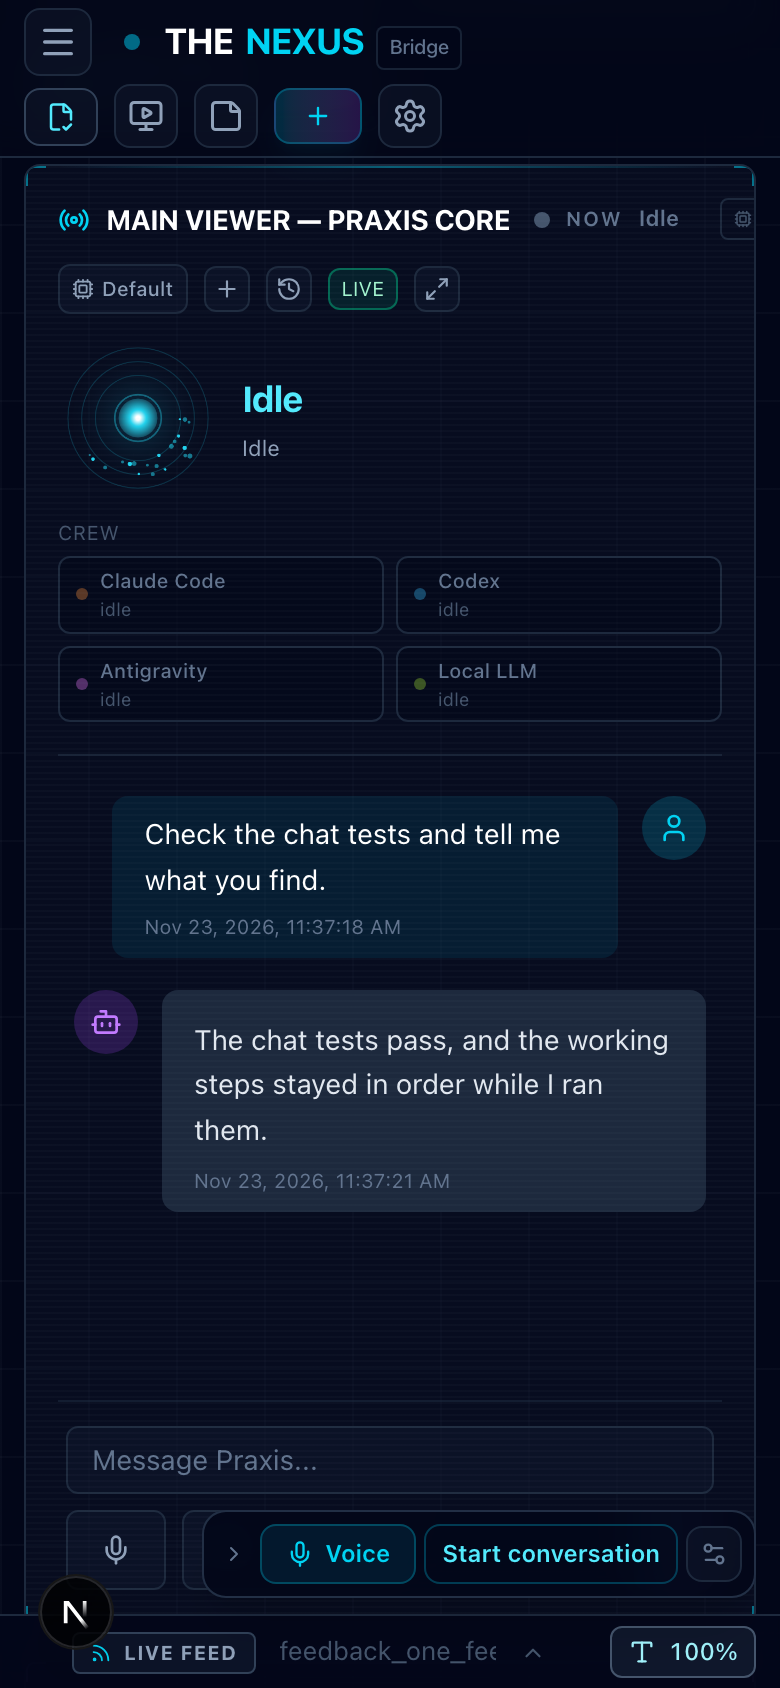 THE NEXUS Bridge
MAIN VIEWER — PRAXIS CORE NOW Idle
Default LIVE
Idle
Idle
CREW
Claude Code
idle
Codex
idle
Antigravity
idle
Local LLM
idle
Check the chat tests and tell me
what you find.
Nov 23, 2026, 11:37:18 AM
The chat tests pass, and the working
steps stayed in order while I ran
them.
Nov 23, 2026, 11:37:21 AM
Message Praxis...
Voice Start conversation
N
LIVE FEED feedback_one_fee 100%